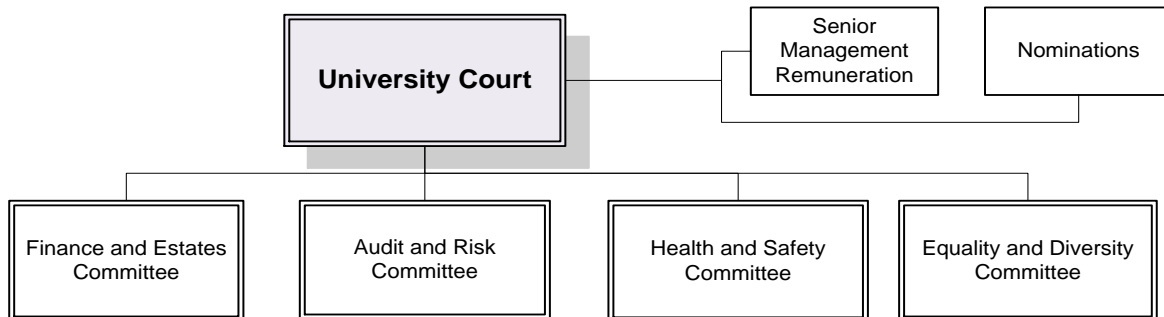 University Court
Senior
Management
Remuneration
Nominations
Finance and Estates
Committee
Audit and Risk
Committee
Health and Safety
Committee
Equality and Diversity
Committee